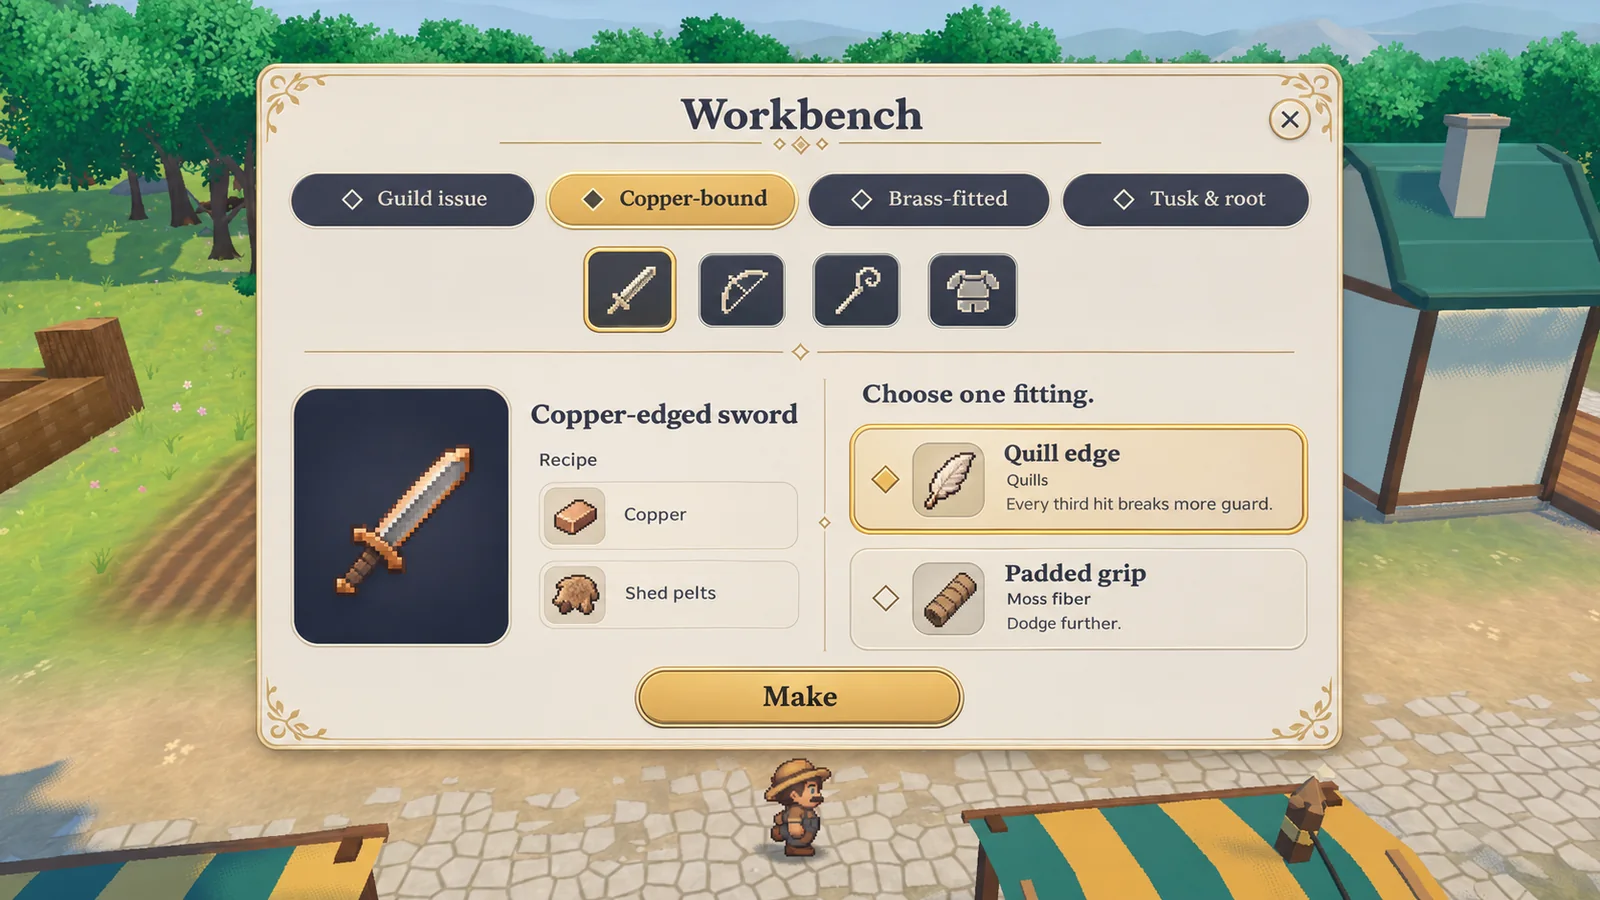 Workbench
Guild issue
Copper-bound
Brass-fitted
Tusk & root
Copper-edged sword
Recipe
Copper
Shed pelts
Choose one fitting.
Quill edge
Quills
Every third hit breaks more guard.
Padded grip
Moss fiber
Dodge further.
Make